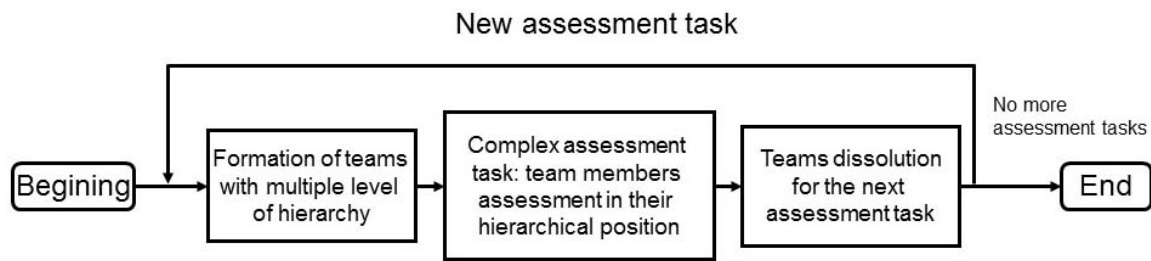 New assessment task
No more
assessment tasks
Begining
Formation of teams
with multiple level
of hierarchy
Complex assessment
task: team members
assessment in their
hierarchical position
Teams dissolution
for the next
assessment task
End